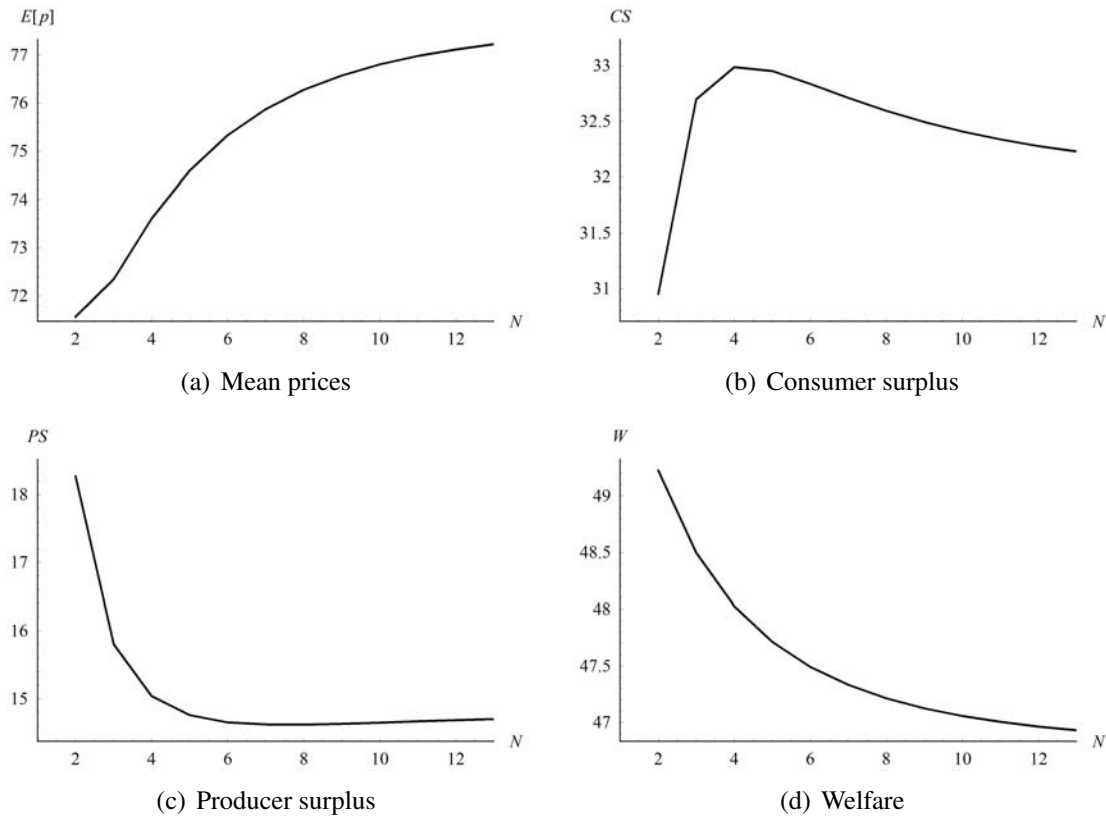 E[p]
77
76
75
74
73
72
2 4 6 8 10 12 N
(a) Mean prices
CS
33
32.5
32
31.5
31
2 4 6 8 10 12 N
(b) Consumer surplus
PS
18
17
16
15
2 4 6 8 10 12 N
(c) Producer surplus
W
49
48.5
48
47.5
47
2 4 6 8 10 12 N
(d) Welfare